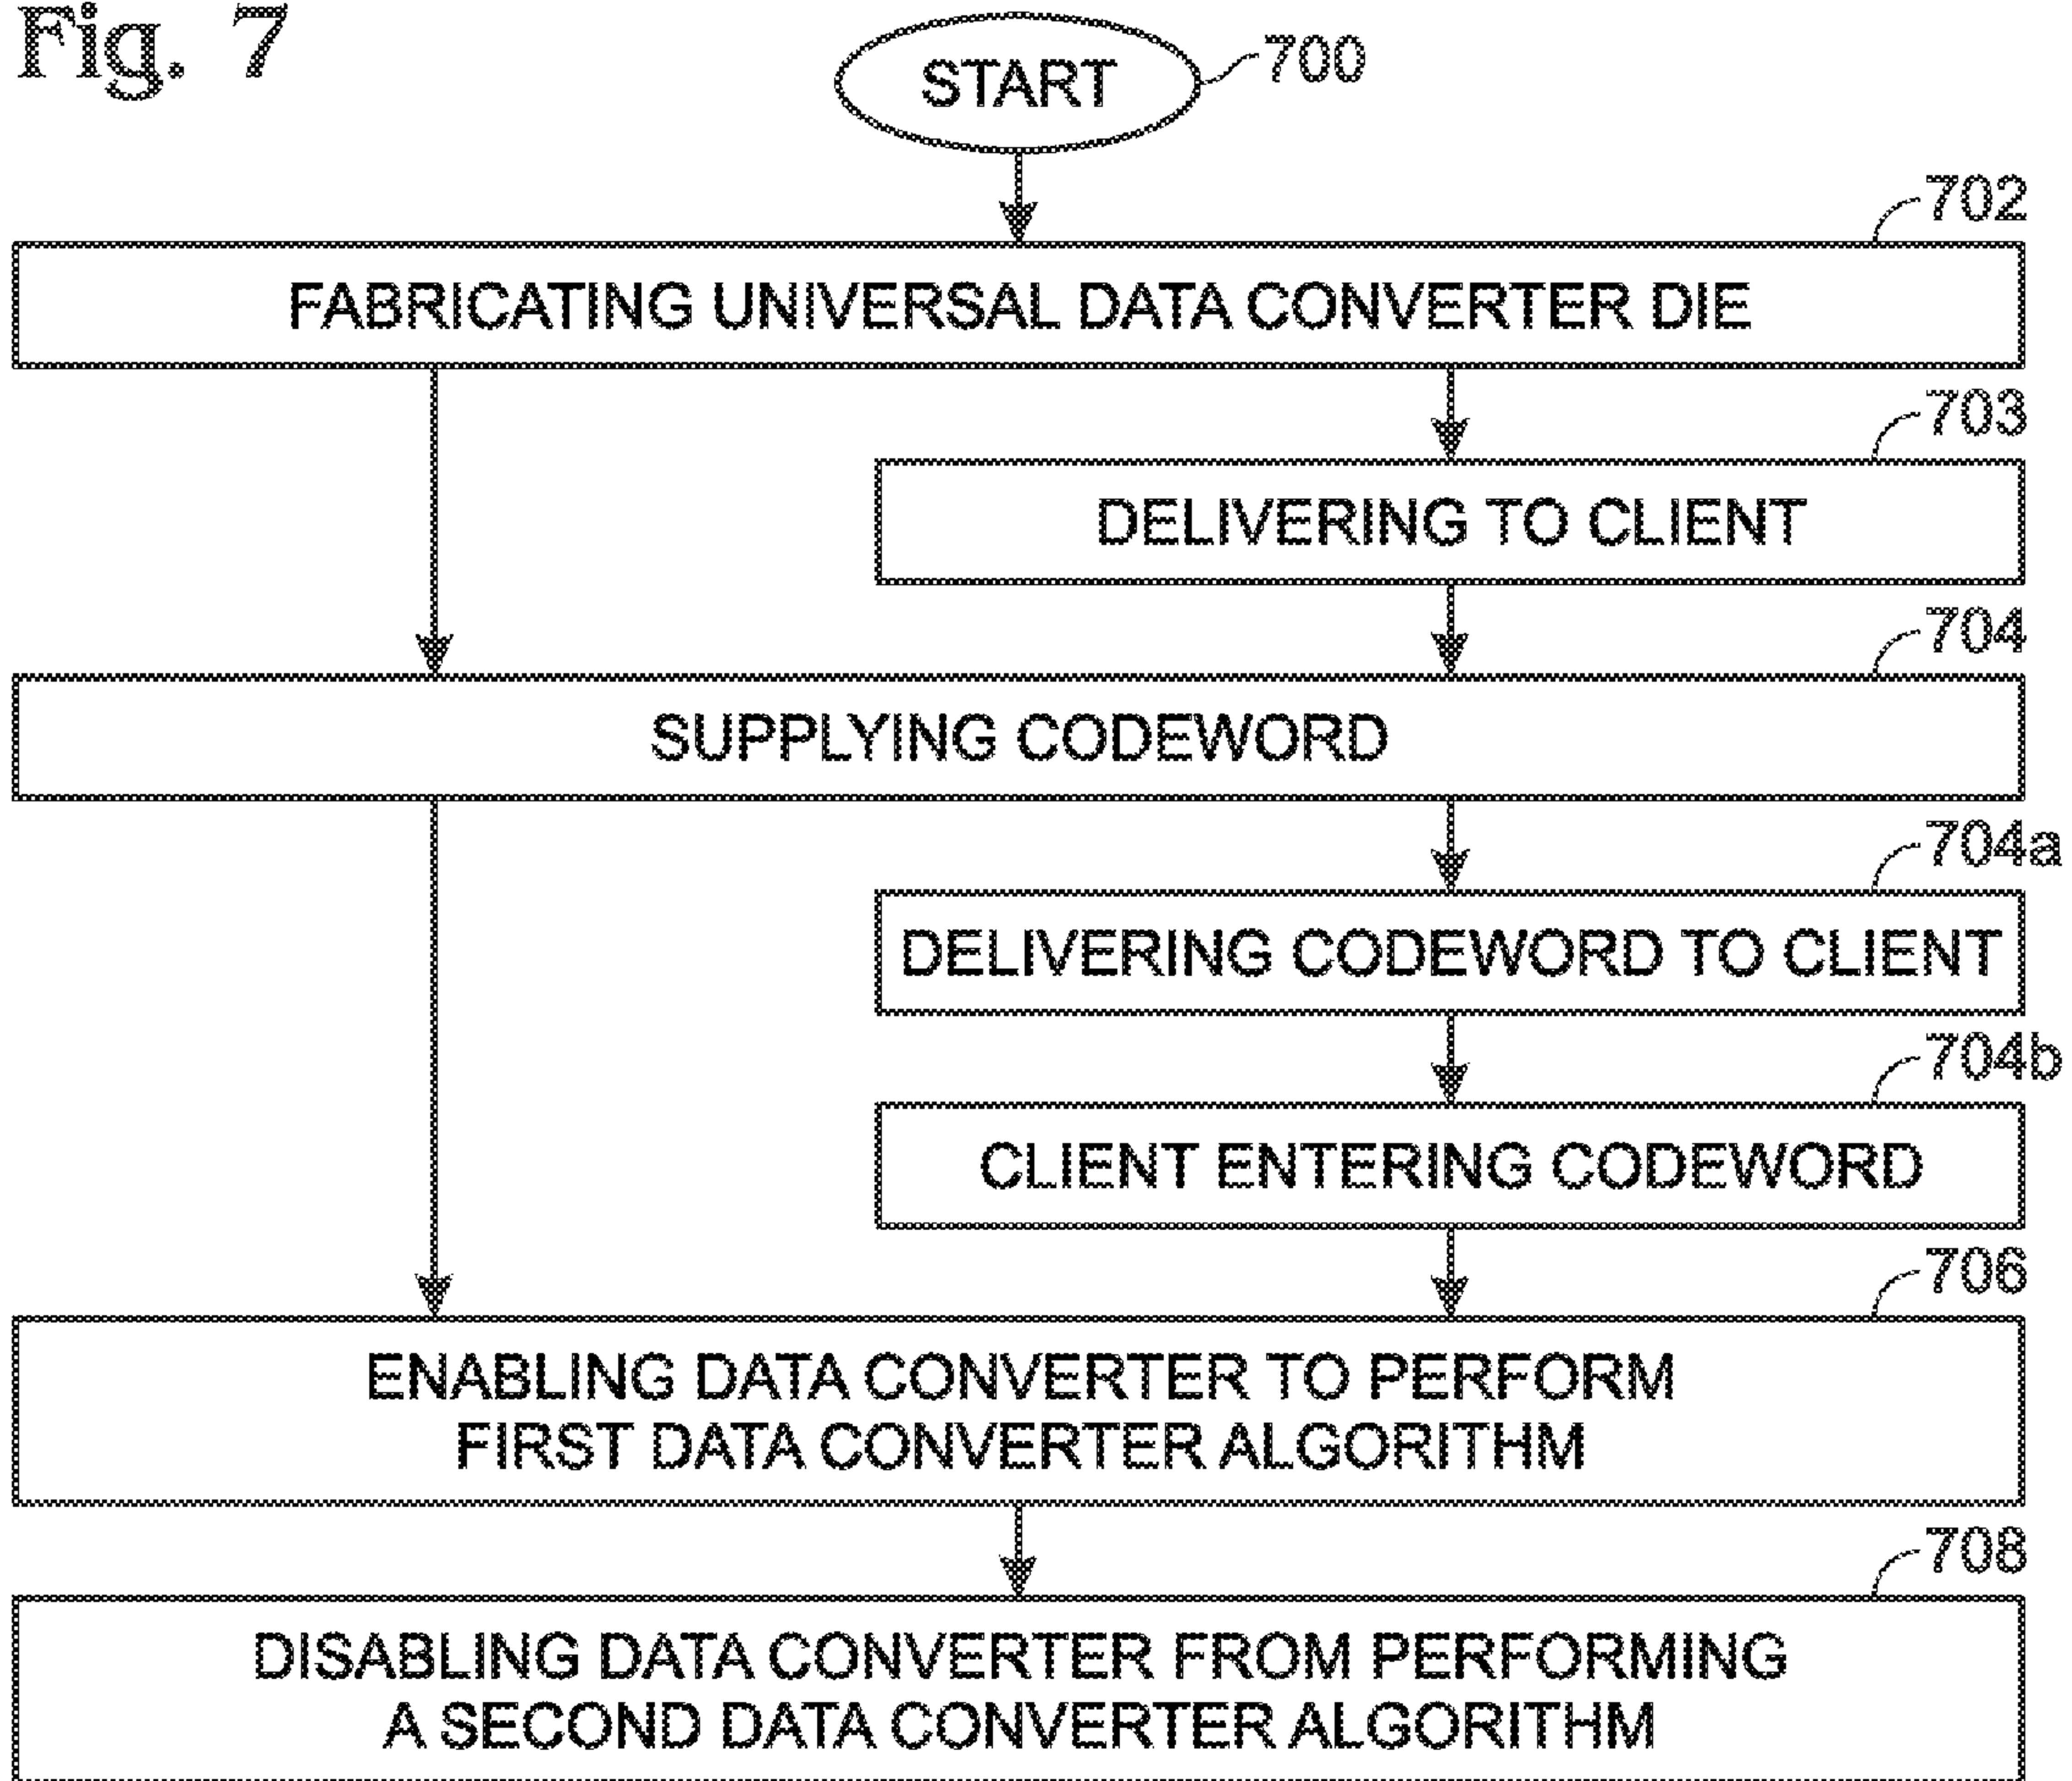 Fig. 7
START
700
702
FABRICATING UNIVERSAL DATA CONVERTER DIE
703
DELIVERING TO CLIENT
704
SUPPLYING CODEWORD
704a
DELIVERING CODEWORD TO CLIENT
704b
CLIENT ENTERING CODEWORD
706
ENABLING DATA CONVERTER TO PERFORM
FIRST DATA CONVERTER ALGORITHM
708
DISABLING DATA CONVERTER FROM PERFORMING
A SECOND DATA CONVERTER ALGORITHM